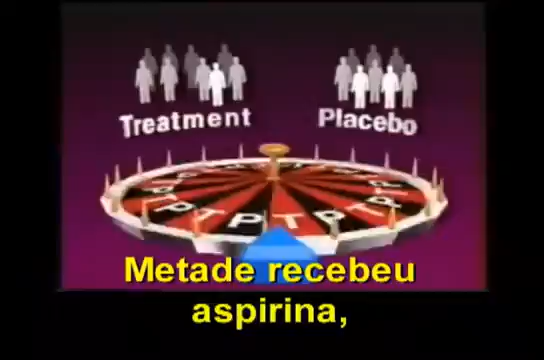 Treatment Placebo
T P T P T P T P T
Metade recebeu
aspirina,